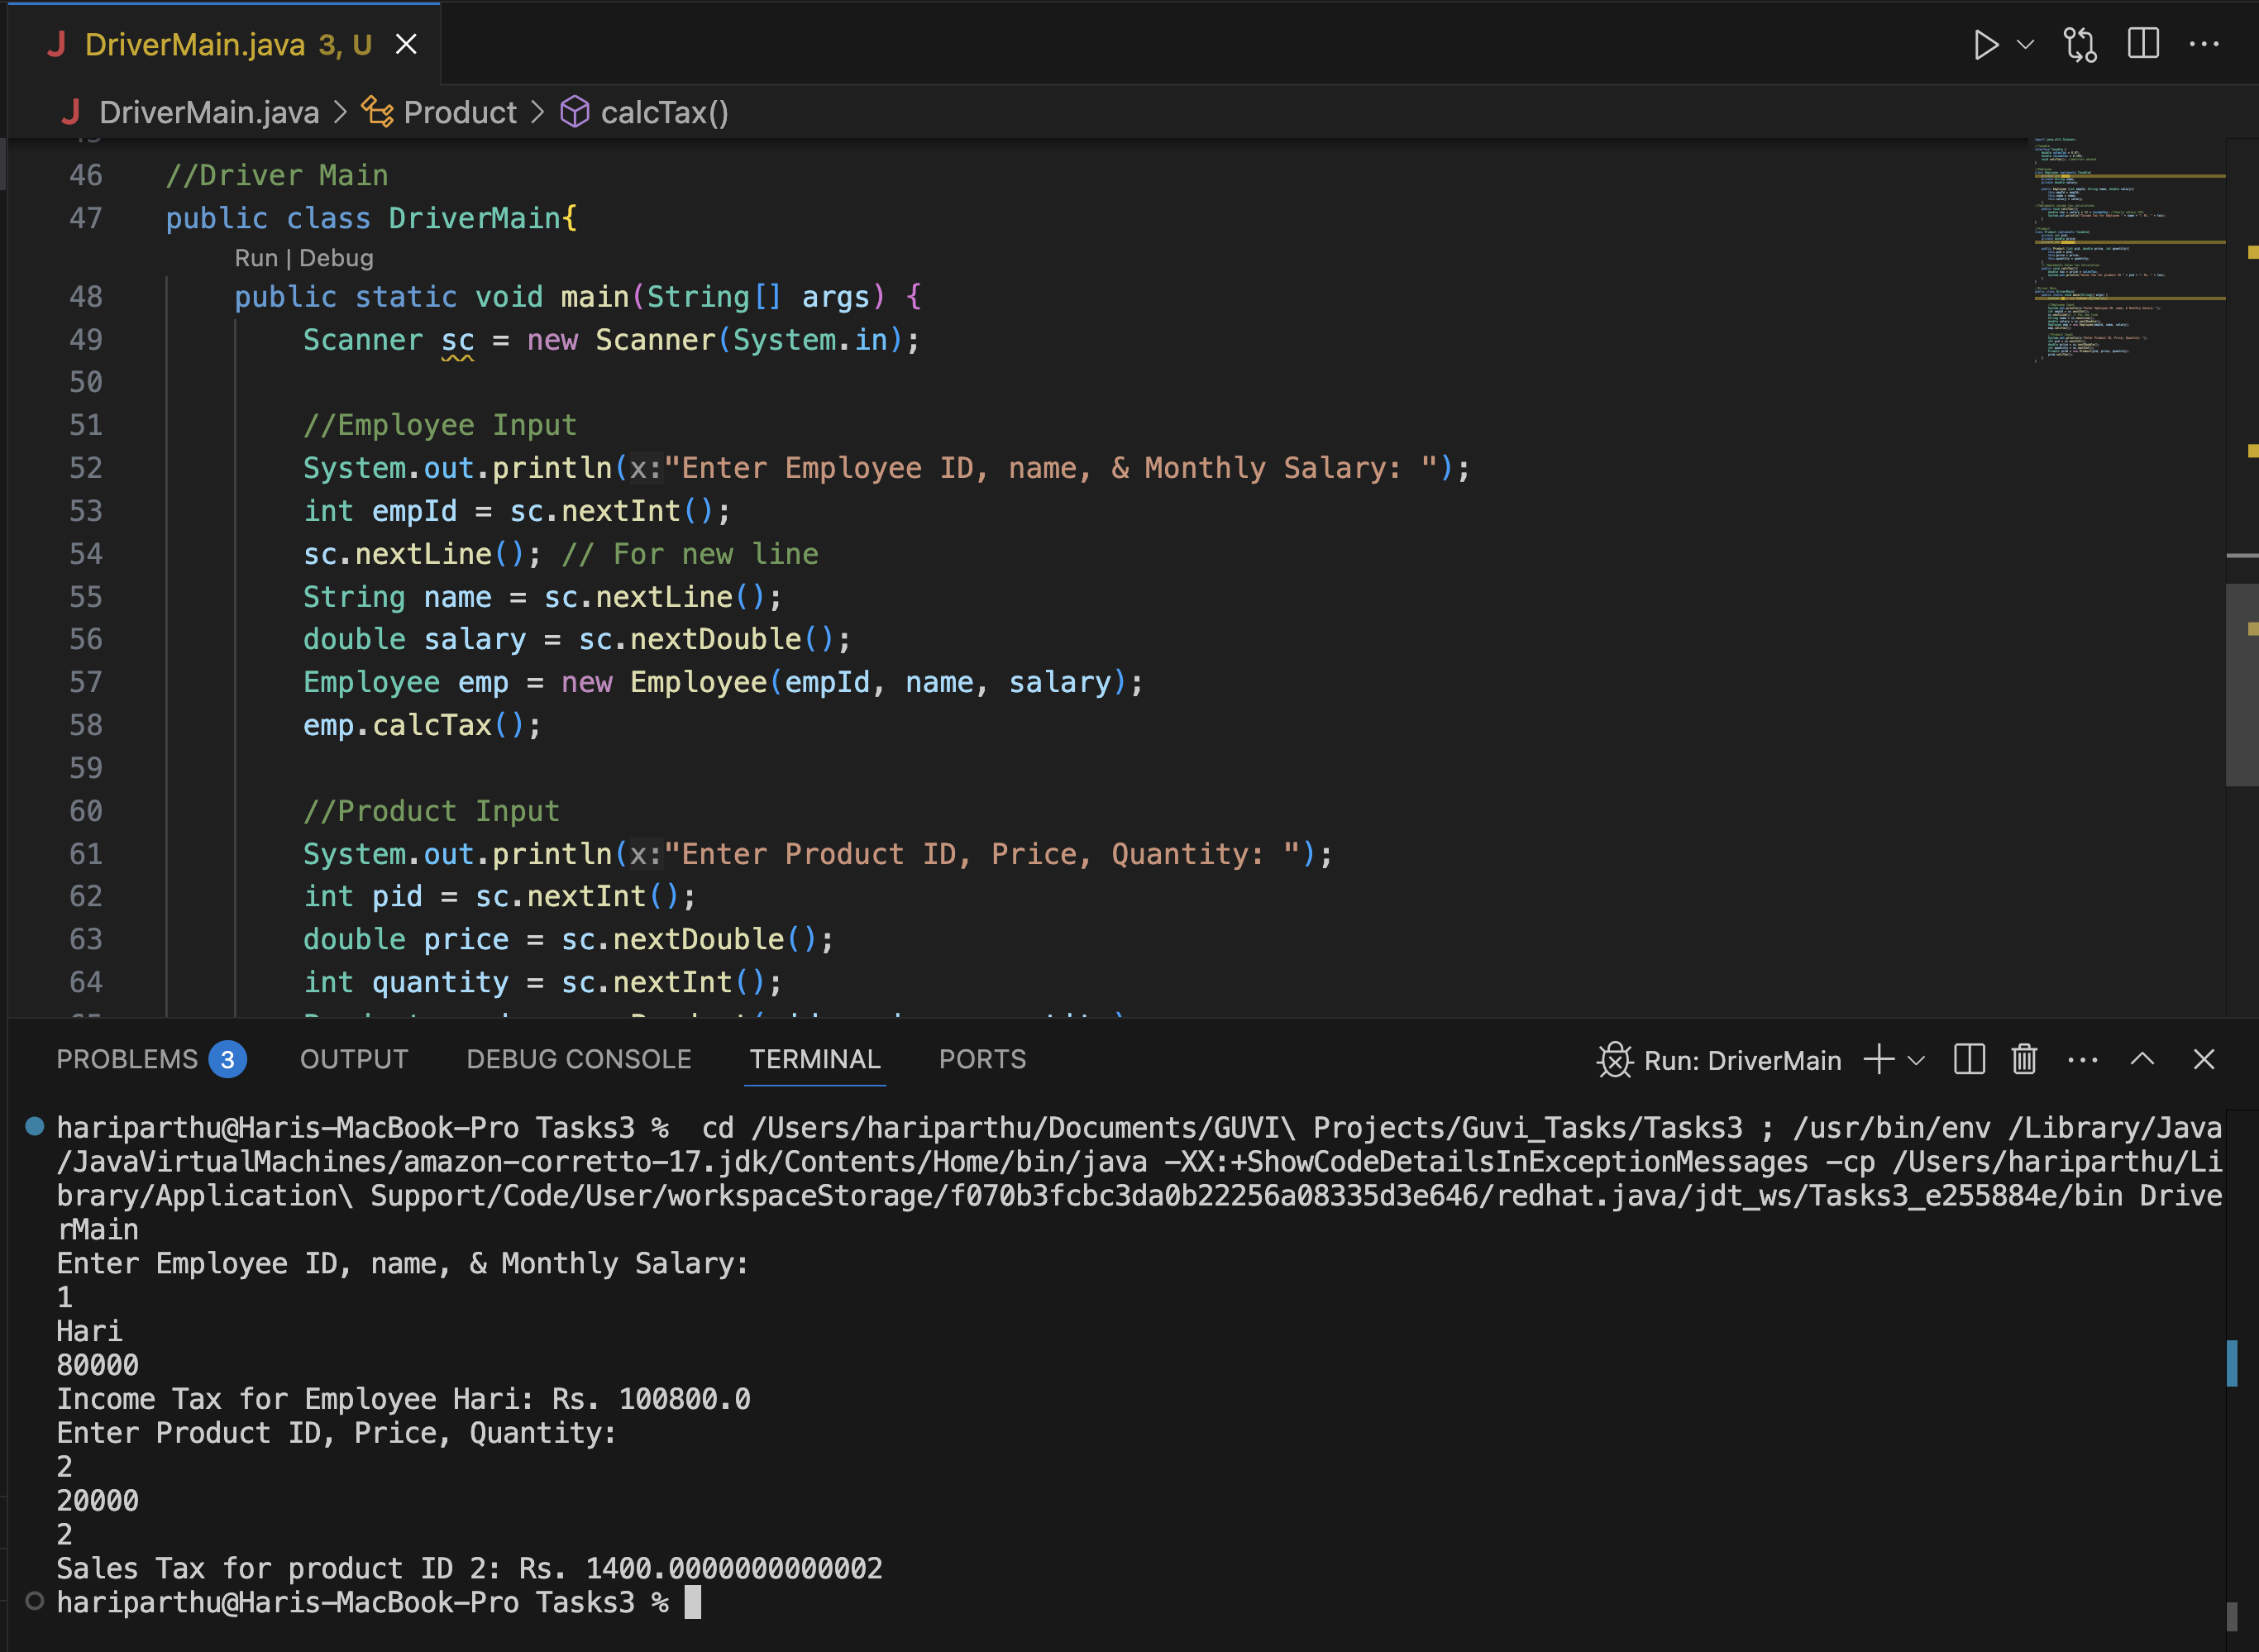 DriverMain.java 3, U
DriverMain.java > Product > calcTax()
46 //Driver Main
47 public class DriverMain{
Run | Debug
48 public static void main(String[] args) {
49 Scanner sc = new Scanner(System.in);
50
51 //Employee Input
52 System.out.println(x:"Enter Employee ID, name, & Monthly Salary: ");
53 int empId = sc.nextInt();
54 sc.nextLine(); // For new line
55 String name = sc.nextLine();
56 double salary = sc.nextDouble();
57 Employee emp = new Employee(empId, name, salary);
58 emp.calcTax();
59
60 //Product Input
61 System.out.println(x:"Enter Product ID, Price, Quantity: ");
62 int pid = sc.nextInt();
63 double price = sc.nextDouble();
64 int quantity = sc.nextInt();
PROBLEMS 3 OUTPUT DEBUG CONSOLE TERMINAL PORTS Run: DriverMain
hariparthu@Haris-MacBook-Pro Tasks3 %  cd /Users/hariparthu/Documents/GUVI\ Projects/Guvi_Tasks/Tasks3 ; /usr/bin/env /Library/Java
/JavaVirtualMachines/amazon-corretto-17.jdk/Contents/Home/bin/java -XX:+ShowCodeDetailsInExceptionMessages -cp /Users/hariparthu/Li
brary/Application\ Support/Code/User/workspaceStorage/f070b3fcbc3da0b22256a08335d3e646/redhat.java/jdt_ws/Tasks3_e255884e/bin Drive
rMain
Enter Employee ID, name, & Monthly Salary:
1
Hari
80000
Income Tax for Employee Hari: Rs. 100800.0
Enter Product ID, Price, Quantity:
2
20000
2
Sales Tax for product ID 2: Rs. 1400.0000000000002
hariparthu@Haris-MacBook-Pro Tasks3 %